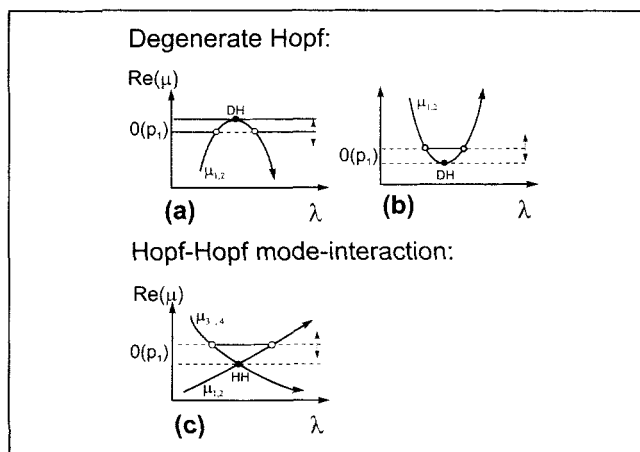 Degenerate Hopf:
Re(μ)
DH
0(p₁)
μ₁,₂
(a)
λ
μ₁,₂
0(p₁)
DH
(b)
λ
Hopf-Hopf mode-interaction:
Re(μ)
μ₃,₄
0(p₁)
HH
μ₁,₂
(c)
λ